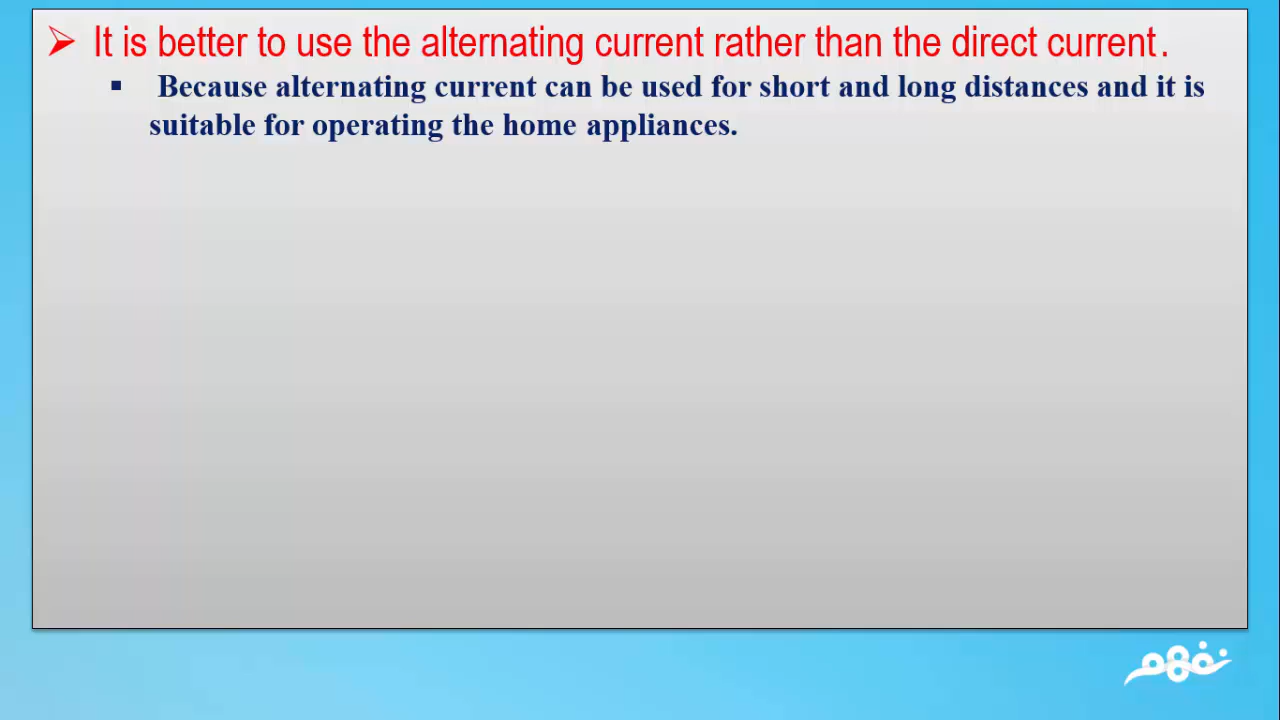 It is better to use the alternating current rather than the direct current.
Because alternating current can be used for short and long distances and it is
suitable for operating the home appliances.
نفهم